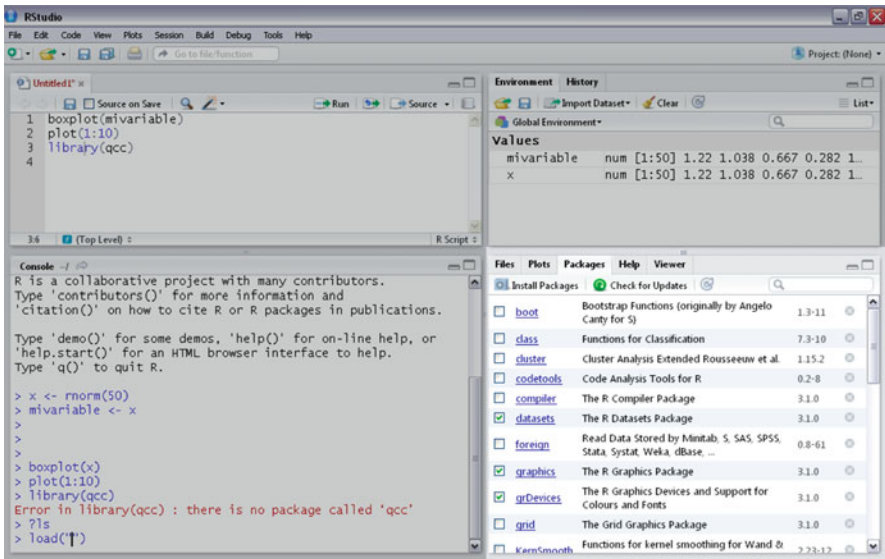 RStudio
File Edit Code View Plots Session Build Debug Tools Help
Go to file/function
Project: (None)
Untitled1* ×
Source on Save
Run
Source
1 boxplot(mivariable)
2 plot(1:10)
3 library(qcc)
4
3:6 (Top Level) R Script
Console ~/
R is a collaborative project with many contributors.
Type 'contributors()' for more information and
'citation()' on how to cite R or R packages in publications.
Type 'demo()' for some demos, 'help()' for on-line help, or
'help.start()' for an HTML browser interface to help.
Type 'q()' to quit R.
> x <- rnorm(50)
> mivariable <- x
>
>
>
> boxplot(x)
> plot(1:10)
> library(qcc)
Error in library(qcc) : there is no package called ‘qcc’
> ?ls
> load("")
Environment History
Import Dataset Clear List
Global Environment
Values
mivariable num [1:50] 1.22 1.038 0.667 0.282 1…
x num [1:50] 1.22 1.038 0.667 0.282 1…
Files Plots Packages Help Viewer
Install Packages Check for Updates
boot Bootstrap Functions (originally by Angelo
Canty for S) 1.3-11
class Functions for Classification 7.3-10
cluster Cluster Analysis Extended Rousseeuw et al. 1.15.2
codetools Code Analysis Tools for R 0.2-8
compiler The R Compiler Package 3.1.0
datasets The R Datasets Package 3.1.0
foreign Read Data Stored by Minitab, S, SAS, SPSS,
Stata, Systat, Weka, dBase, ... 0.8-61
graphics The R Graphics Package 3.1.0
grDevices The R Graphics Devices and Support for
Colours and Fonts 3.1.0
grid The Grid Graphics Package 3.1.0
KernSmooth Functions for kernel smoothing for Wand & 2.23-12